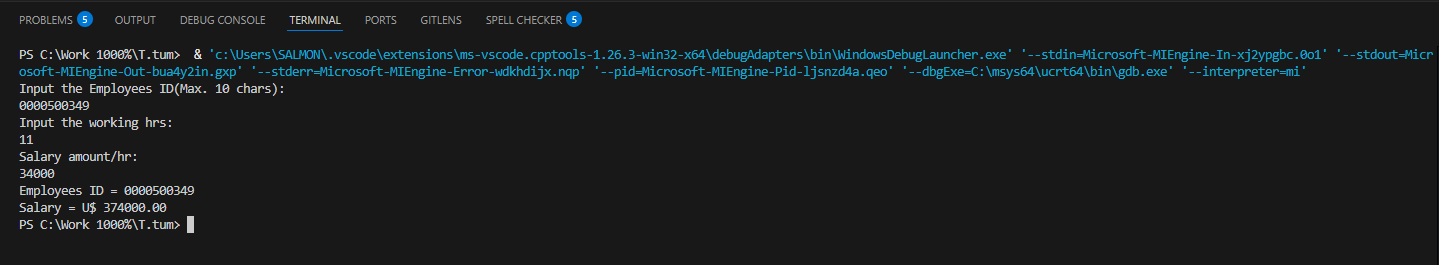 PROBLEMS 5 OUTPUT DEBUG CONSOLE TERMINAL PORTS GITLENS SPELL CHECKER 5
PS C:\Work 1000%\T.tum>  & 'c:\Users\SALMON\.vscode\extensions\ms-vscode.cpptools-1.26.3-win32-x64\debugAdapters\bin\WindowsDebugLauncher.exe' '--stdin=Microsoft-MIEngine-In-xj2ypgbc.0o1' '--stdout=Micr
osoft-MIEngine-Out-bua4y2in.gxp' '--stderr=Microsoft-MIEngine-Error-wdkhdijx.nqp' '--pid=Microsoft-MIEngine-Pid-ljsnzd4a.qeo' '--dbgExe=C:\msys64\ucrt64\bin\gdb.exe' '--interpreter=mi'
Input the Employees ID(Max. 10 chars):
0000500349
Input the working hrs:
11
Salary amount/hr:
34000
Employees ID = 0000500349
Salary = U$ 374000.00
PS C:\Work 1000%\T.tum>